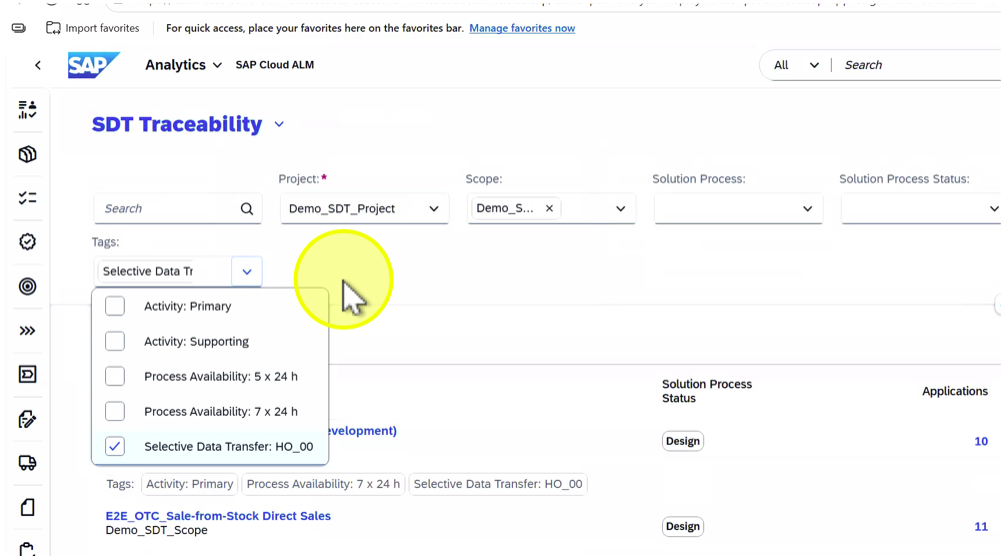 Import favorites For quick access, place your favorites here on the favorites bar. Manage favorites now
SAP Analytics SAP Cloud ALM All Search
SDT Traceability
Project:* Scope: Solution Process: Solution Process Status:
Search Demo_SDT_Project Demo_S... ×
Tags:
Selective Data Tr
Activity: Primary
Activity: Supporting
Process Availability: 5 x 24 h
Solution Process
Status
Applications
Process Availability: 7 x 24 h
evelopment)
Design 10
Selective Data Transfer: HO_00
Tags: Activity: Primary Process Availability: 7 x 24 h Selective Data Transfer: HO_00
E2E_OTC_Sale-from-Stock Direct Sales
Demo_SDT_Scope
Design 11